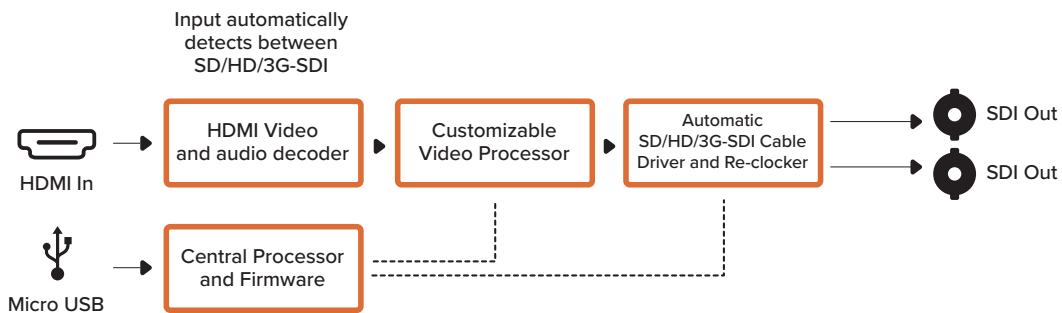 Input automatically
detects between
SD/HD/3G-SDI
HDMI In
HDMI Video
and audio decoder
Customizable
Video Processor
Automatic
SD/HD/3G-SDI Cable
Driver and Re-clocker
SDI Out
SDI Out
Micro USB
Central Processor
and Firmware